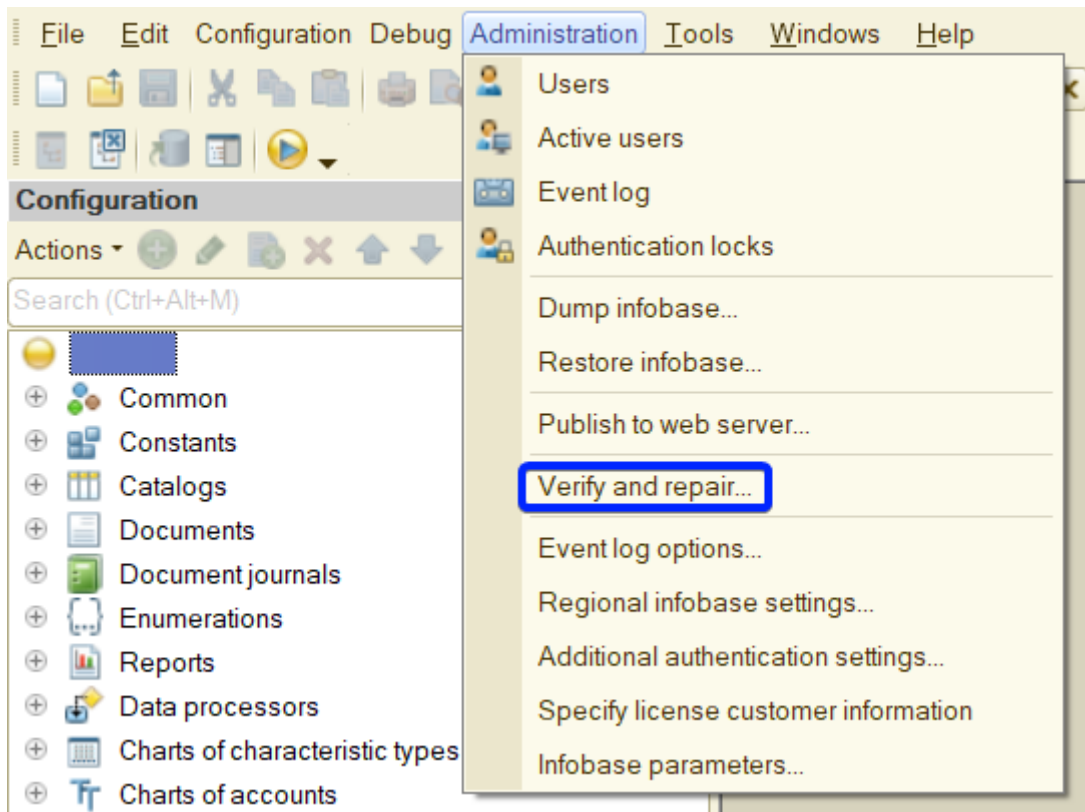 File Edit Configuration Debug Administration Tools Windows Help
Users
Active users
Event log
Authentication locks
Dump infobase...
Restore infobase...
Publish to web server...
Verify and repair...
Event log options...
Regional infobase settings...
Additional authentication settings...
Specify license customer information
Infobase parameters...
Configuration
Actions
Search (Ctrl+Alt+M)
Common
Constants
Catalogs
Documents
Document journals
Enumerations
Reports
Data processors
Charts of characteristic types
Charts of accounts